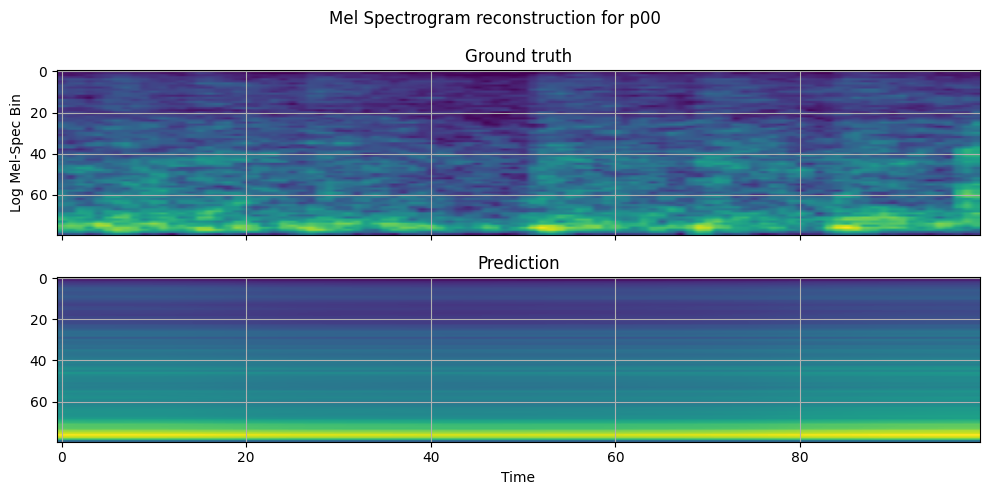 Mel Spectrogram reconstruction for p00
Ground truth
0
20
40
60
Log Mel-Spec Bin
Prediction
0
20
40
60
0 20 40 60 80
Time